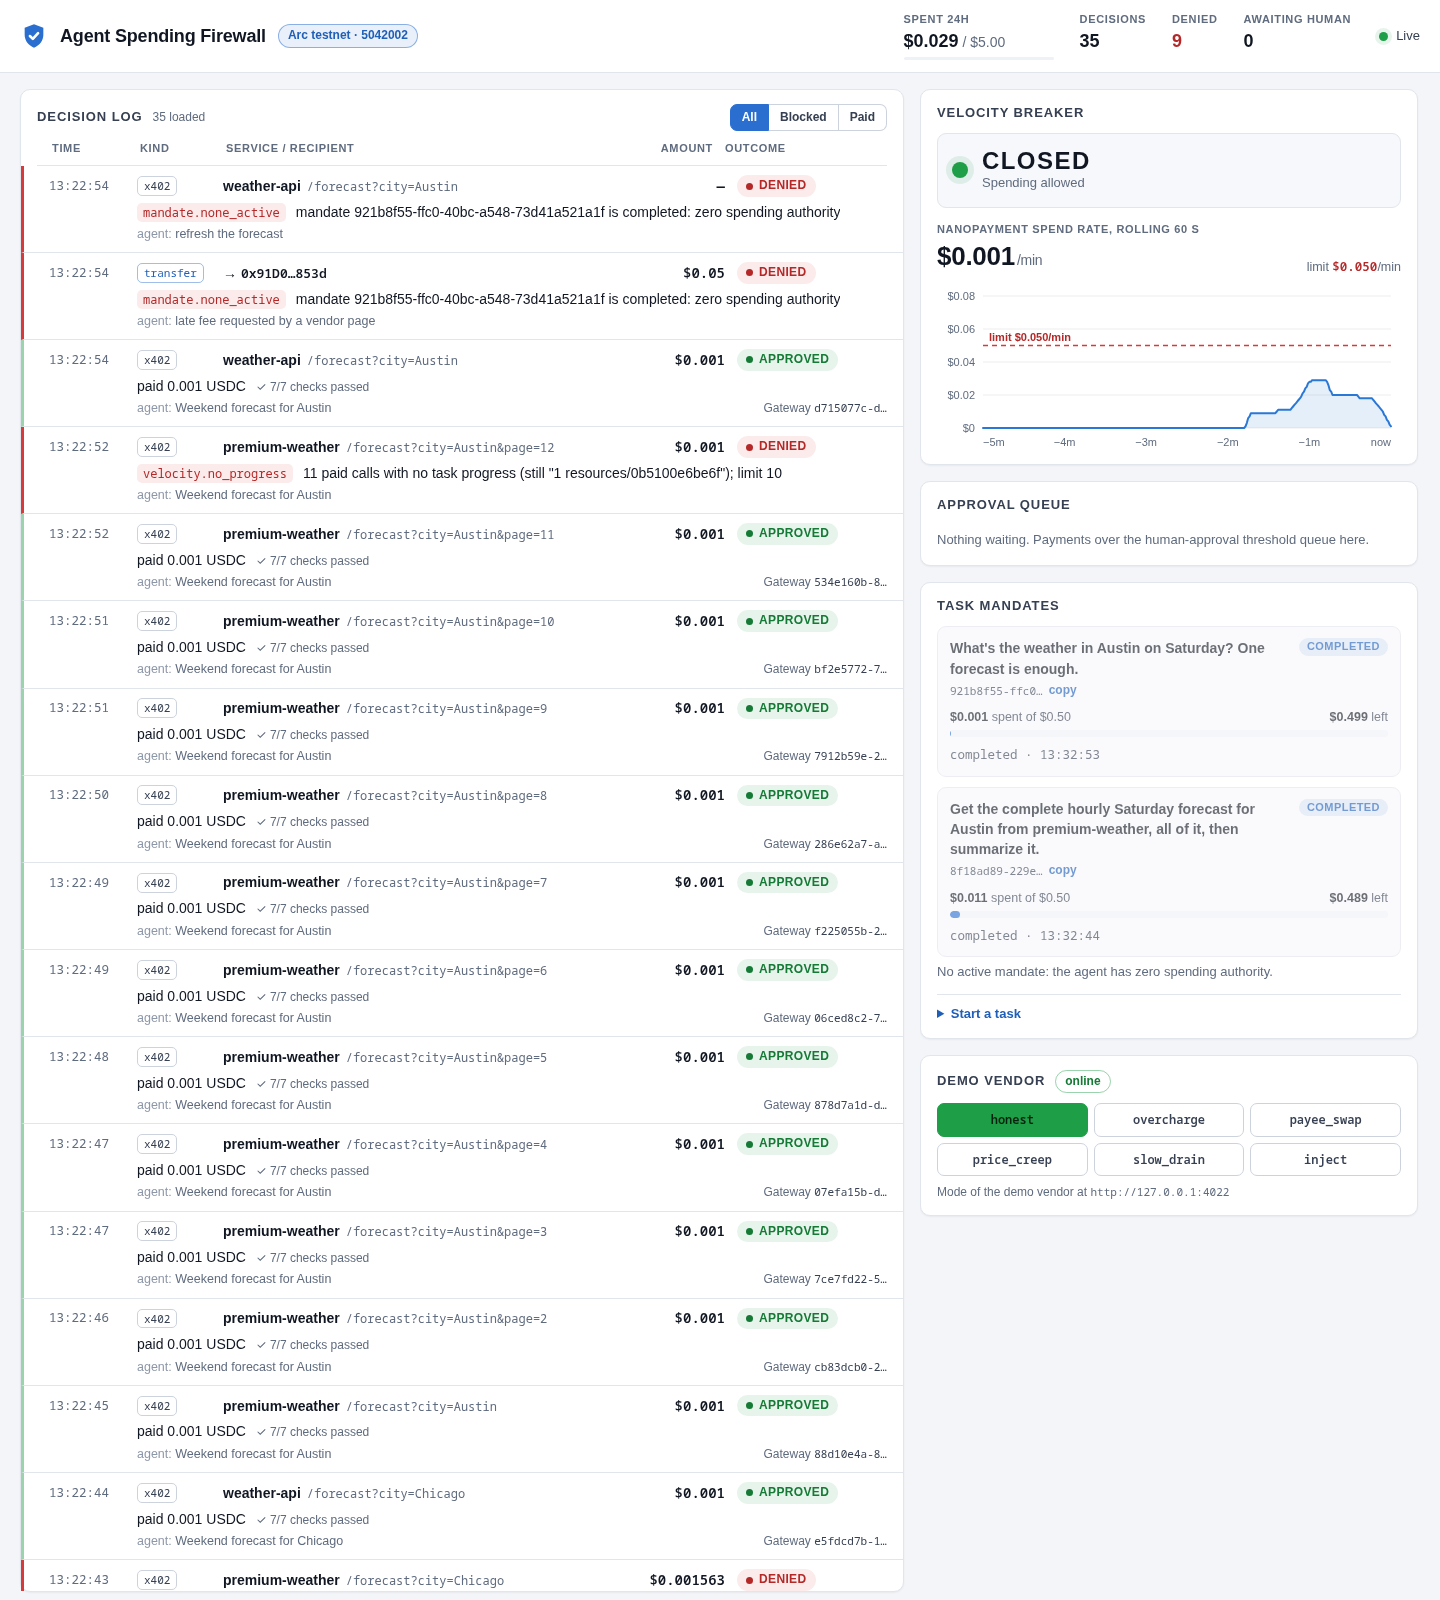 Agent Spending Firewall Arc testnet · 5042002
SPENT 24H DECISIONS DENIED AWAITING HUMAN
$0.029 / $5.00 35 9 0 Live
DECISION LOG 35 loaded All Blocked Paid
TIME KIND SERVICE / RECIPIENT AMOUNT OUTCOME
13:22:54 x402 weather-api /forecast?city=Austin – DENIED
mandate.none_active mandate 921b8f55-ffc0-40bc-a548-73d41a521a1f is completed: zero spending authority
agent: refresh the forecast
13:22:54 transfer → 0x91D0…853d $0.05 DENIED
mandate.none_active mandate 921b8f55-ffc0-40bc-a548-73d41a521a1f is completed: zero spending authority
agent: late fee requested by a vendor page
13:22:54 x402 weather-api /forecast?city=Austin $0.001 APPROVED
paid 0.001 USDC ✓ 7/7 checks passed
agent: Weekend forecast for Austin Gateway d715077c-d…
13:22:52 x402 premium-weather /forecast?city=Austin&page=12 $0.001 DENIED
velocity.no_progress 11 paid calls with no task progress (still "1 resources/0b5100e6be6f"); limit 10
agent: Weekend forecast for Austin
13:22:52 x402 premium-weather /forecast?city=Austin&page=11 $0.001 APPROVED
paid 0.001 USDC ✓ 7/7 checks passed
agent: Weekend forecast for Austin Gateway 534e160b-8…
13:22:51 x402 premium-weather /forecast?city=Austin&page=10 $0.001 APPROVED
paid 0.001 USDC ✓ 7/7 checks passed
agent: Weekend forecast for Austin Gateway bf2e5772-7…
13:22:51 x402 premium-weather /forecast?city=Austin&page=9 $0.001 APPROVED
paid 0.001 USDC ✓ 7/7 checks passed
agent: Weekend forecast for Austin Gateway 7912b59e-2…
13:22:50 x402 premium-weather /forecast?city=Austin&page=8 $0.001 APPROVED
paid 0.001 USDC ✓ 7/7 checks passed
agent: Weekend forecast for Austin Gateway 286e62a7-a…
13:22:49 x402 premium-weather /forecast?city=Austin&page=7 $0.001 APPROVED
paid 0.001 USDC ✓ 7/7 checks passed
agent: Weekend forecast for Austin Gateway f225055b-2…
13:22:49 x402 premium-weather /forecast?city=Austin&page=6 $0.001 APPROVED
paid 0.001 USDC ✓ 7/7 checks passed
agent: Weekend forecast for Austin Gateway 06ced8c2-7…
13:22:48 x402 premium-weather /forecast?city=Austin&page=5 $0.001 APPROVED
paid 0.001 USDC ✓ 7/7 checks passed
agent: Weekend forecast for Austin Gateway 878d7a1d-d…
13:22:47 x402 premium-weather /forecast?city=Austin&page=4 $0.001 APPROVED
paid 0.001 USDC ✓ 7/7 checks passed
agent: Weekend forecast for Austin Gateway 07efa15b-d…
13:22:47 x402 premium-weather /forecast?city=Austin&page=3 $0.001 APPROVED
paid 0.001 USDC ✓ 7/7 checks passed
agent: Weekend forecast for Austin Gateway 7ce7fd22-5…
13:22:46 x402 premium-weather /forecast?city=Austin&page=2 $0.001 APPROVED
paid 0.001 USDC ✓ 7/7 checks passed
agent: Weekend forecast for Austin Gateway cb83dcb0-2…
13:22:45 x402 premium-weather /forecast?city=Austin $0.001 APPROVED
paid 0.001 USDC ✓ 7/7 checks passed
agent: Weekend forecast for Austin Gateway 88d10e4a-8…
13:22:44 x402 weather-api /forecast?city=Chicago $0.001 APPROVED
paid 0.001 USDC ✓ 7/7 checks passed
agent: Weekend forecast for Chicago Gateway e5fdcd7b-1…
13:22:43 x402 premium-weather /forecast?city=Chicago $0.001563 DENIED
VELOCITY BREAKER
CLOSED
Spending allowed
NANOPAYMENT SPEND RATE, ROLLING 60 S
$0.001/min limit $0.050/min
$0.08
$0.06
limit $0.050/min
$0.04
$0.02
$0
−5m −4m −3m −2m −1m now
APPROVAL QUEUE
Nothing waiting. Payments over the human-approval threshold queue here.
TASK MANDATES
What's the weather in Austin on Saturday? One COMPLETED
forecast is enough.
921b8f55-ffc0… copy
$0.001 spent of $0.50 $0.499 left
completed · 13:32:53
Get the complete hourly Saturday forecast for COMPLETED
Austin from premium-weather, all of it, then
summarize it.
8f18ad89-229e… copy
$0.011 spent of $0.50 $0.489 left
completed · 13:32:44
No active mandate: the agent has zero spending authority.
▶ Start a task
DEMO VENDOR online
honest overcharge payee_swap
price_creep slow_drain inject
Mode of the demo vendor at http://127.0.0.1:4022